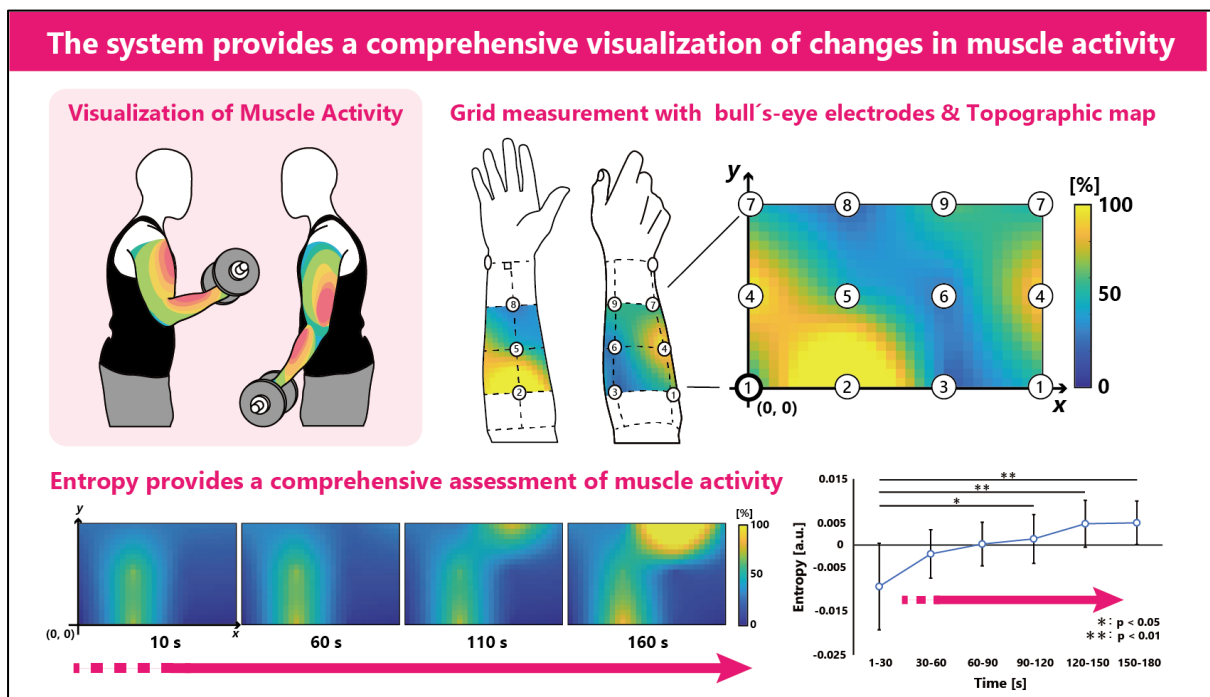 The system provides a comprehensive visualization of changes in muscle activity
Visualization of Muscle Activity
Grid measurement with bull´s-eye electrodes & Topographic map
8
5
2
9
7
6
4
3
1
y
[%]
7
8
9
7
100
4
5
6
4
50
1
2
3
1
0
(0, 0)
x
Entropy provides a comprehensive assessment of muscle activity
y
[%]
100
50
0
(0, 0)
x
10 s
60 s
110 s
160 s
Entropy [a.u.]
0.015
0.005
0
-0.005
-0.015
-0.025
**
**
*
*: p < 0.05
**: p < 0.01
1-30
30-60
60-90
90-120
120-150
150-180
Time [s]